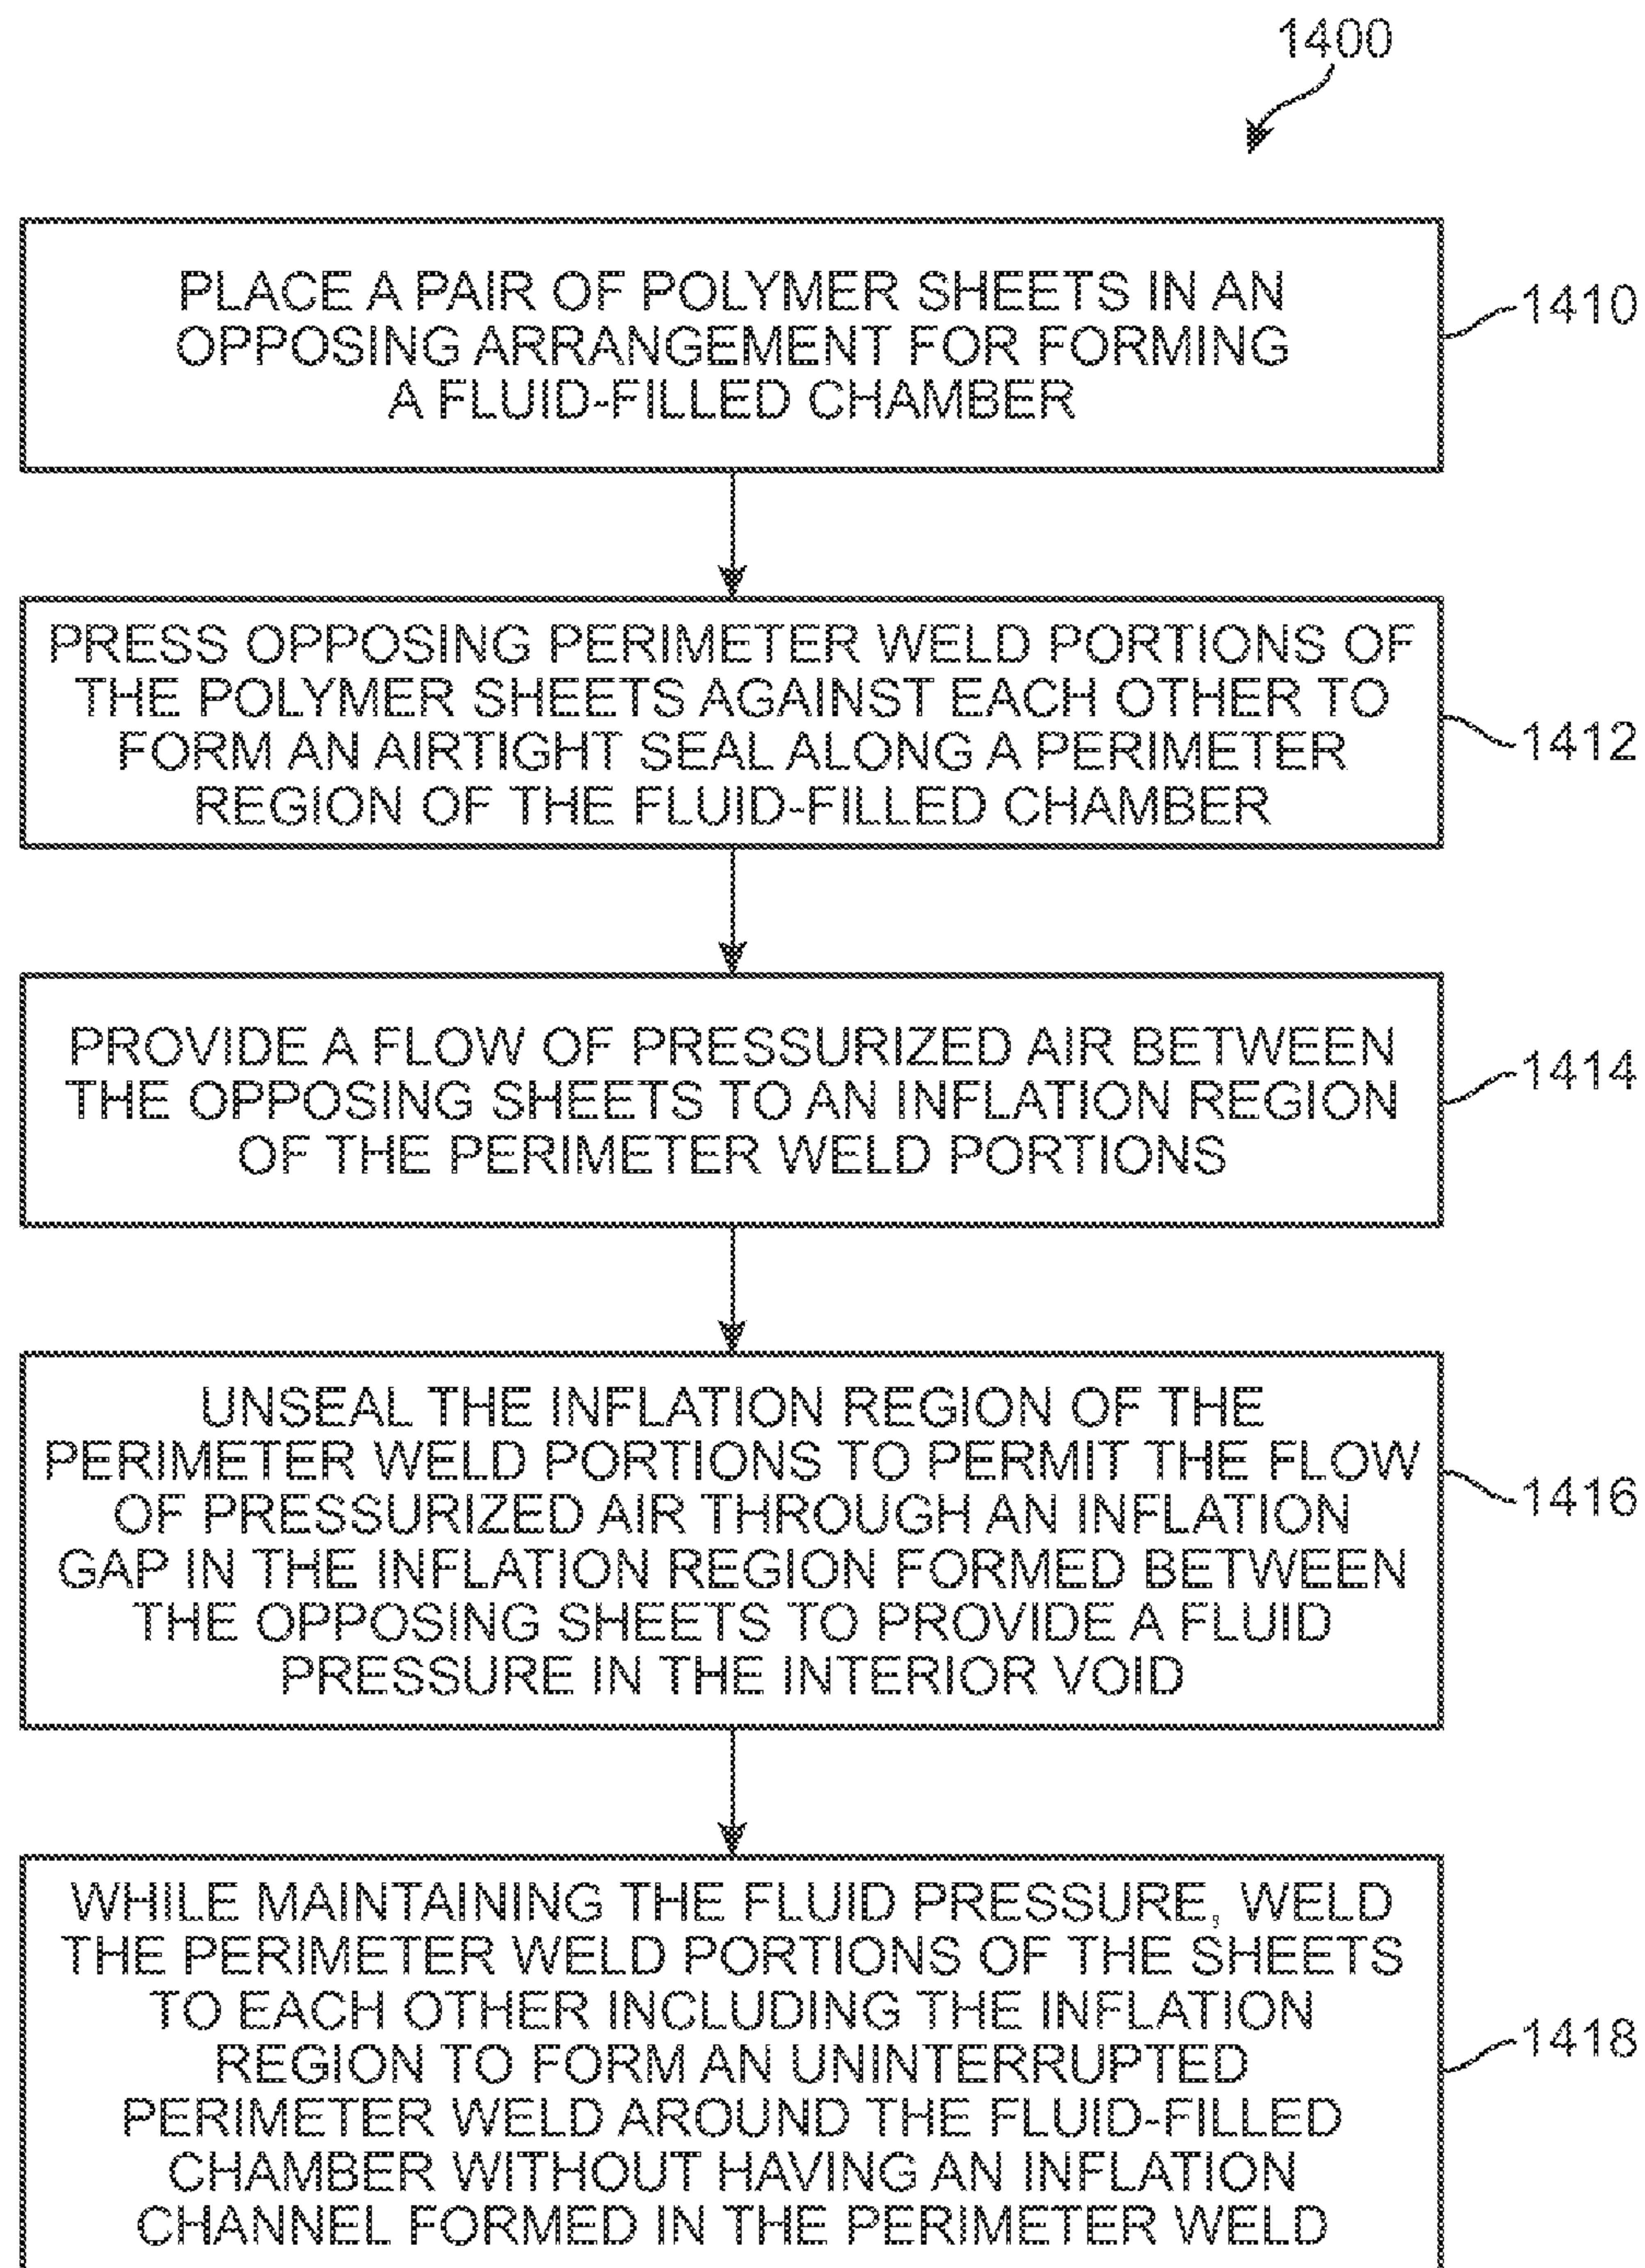 1400
PLACE A PAIR OF POLYMER SHEETS IN AN
OPPOSING ARRANGEMENT FOR FORMING
A FLUID-FILLED CHAMBER
1410
PRESS OPPOSING PERIMETER WELD PORTIONS OF
THE POLYMER SHEETS AGAINST EACH OTHER TO
FORM AN AIRTIGHT SEAL ALONG A PERIMETER
REGION OF THE FLUID-FILLED CHAMBER
1412
PROVIDE A FLOW OF PRESSURIZED AIR BETWEEN
THE OPPOSING SHEETS TO AN INFLATION REGION
OF THE PERIMETER WELD PORTIONS
1414
UNSEAL THE INFLATION REGION OF THE
PERIMETER WELD PORTIONS TO PERMIT THE FLOW
OF PRESSURIZED AIR THROUGH AN INFLATION
GAP IN THE INFLATION REGION FORMED BETWEEN
THE OPPOSING SHEETS TO PROVIDE A FLUID
PRESSURE IN THE INTERIOR VOID
1416
WHILE MAINTAINING THE FLUID PRESSURE, WELD
THE PERIMETER WELD PORTIONS OF THE SHEETS
TO EACH OTHER INCLUDING THE INFLATION
REGION TO FORM AN UNINTERRUPTED
PERIMETER WELD AROUND THE FLUID-FILLED
CHAMBER WITHOUT HAVING AN INFLATION
CHANNEL FORMED IN THE PERIMETER WELD
1418